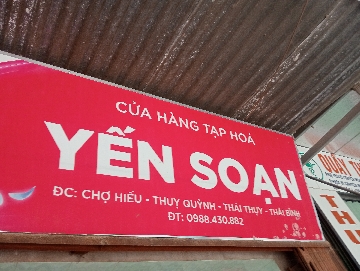 CỬA HÀNG TẠP HOÁ
YẾN SOẠN
ĐC: CHỢ HIẾU - THUỴ QUỲNH - THÁI THUỴ - THÁI BÌNH
ĐT: 0988.430.882
QUẦY T